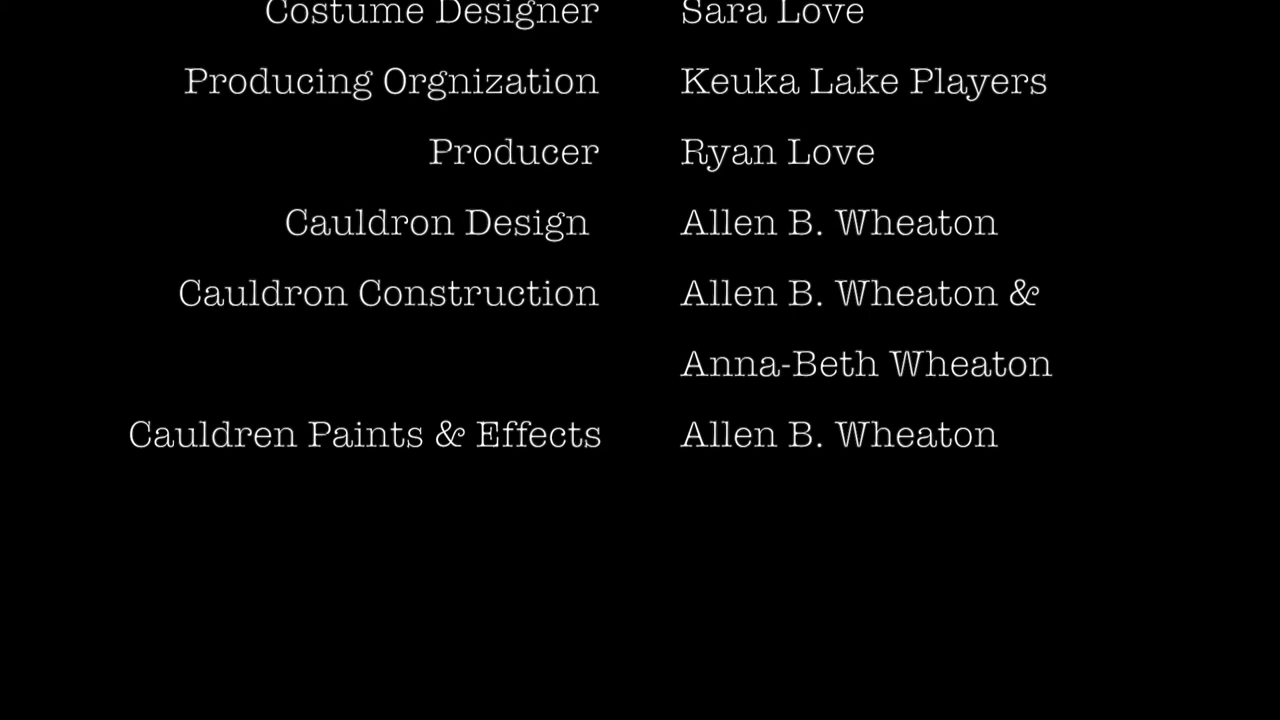 Costume Designer Sara Love
Producing Orgnization Keuka Lake Players
Producer Ryan Love
Cauldron Design Allen B. Wheaton
Cauldron Construction Allen B. Wheaton &
Anna-Beth Wheaton
Cauldren Paints & Effects Allen B. Wheaton